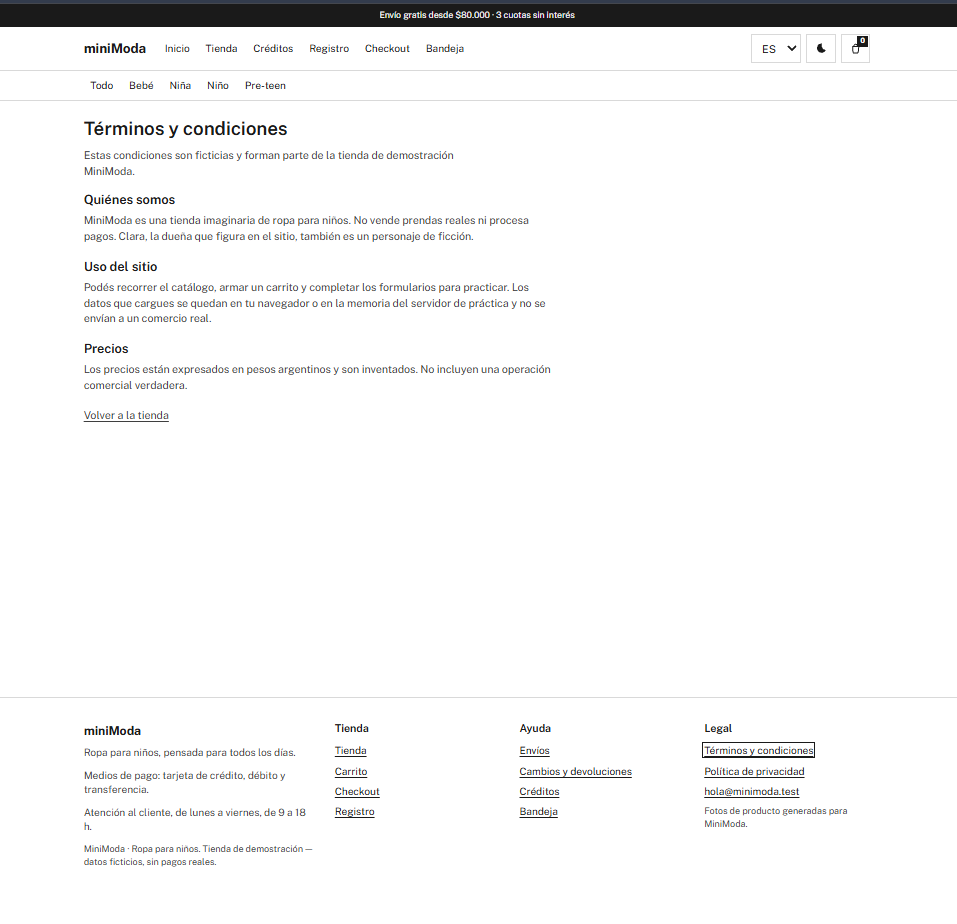 Envío gratis desde $80.000 · 3 cuotas sin interés
miniModa Inicio Tienda Créditos Registro Checkout Bandeja ES 0
Todo Bebé Niña Niño Pre-teen
Términos y condiciones
Estas condiciones son ficticias y forman parte de la tienda de demostración
MiniModa.
Quiénes somos
MiniModa es una tienda imaginaria de ropa para niños. No vende prendas reales ni procesa
pagos. Clara, la dueña que figura en el sitio, también es un personaje de ficción.
Uso del sitio
Podés recorrer el catálogo, armar un carrito y completar los formularios para practicar. Los
datos que cargues se quedan en tu navegador o en la memoria del servidor de práctica y no se
envían a un comercio real.
Precios
Los precios están expresados en pesos argentinos y son inventados. No incluyen una operación
comercial verdadera.
Volver a la tienda
miniModa
Ropa para niños, pensada para todos los días.
Medios de pago: tarjeta de crédito, débito y
transferencia.
Atención al cliente, de lunes a viernes, de 9 a 18
h.
MiniModa · Ropa para niños. Tienda de demostración —
datos ficticios, sin pagos reales.
Tienda
Tienda
Carrito
Checkout
Registro
Ayuda
Envíos
Cambios y devoluciones
Créditos
Bandeja
Legal
Términos y condiciones
Política de privacidad
hola@minimoda.test
Fotos de producto generadas para
MiniModa.